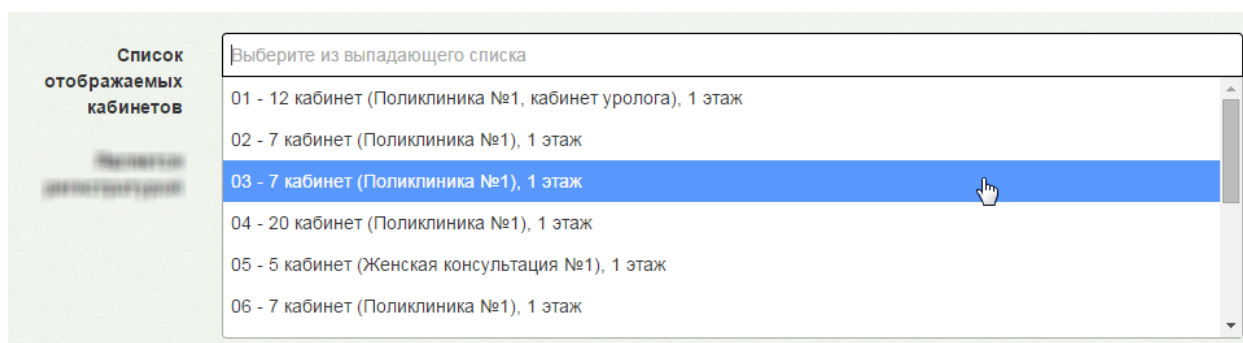 Список
отображаемых
кабинетов
Выберите из выпадающего списка
01 - 12 кабинет (Поликлиника №1, кабинет уролога), 1 этаж
02 - 7 кабинет (Поликлиника №1), 1 этаж
03 - 7 кабинет (Поликлиника №1), 1 этаж
04 - 20 кабинет (Поликлиника №1), 1 этаж
05 - 5 кабинет (Женская консультация №1), 1 этаж
06 - 7 кабинет (Поликлиника №1), 1 этаж